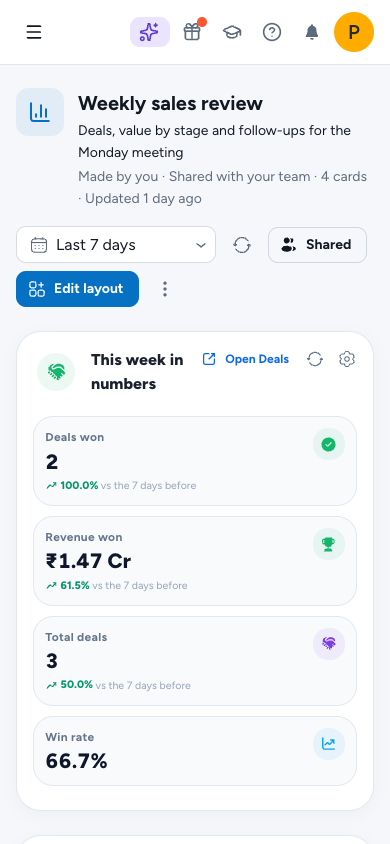 P
Weekly sales review
Deals, value by stage and follow-ups for the
Monday meeting
Made by you · Shared with your team · 4 cards
· Updated 1 day ago
Last 7 days
Shared
Edit layout
This week in
numbers
Open Deals
Deals won
2
100.0% vs the 7 days before
Revenue won
₹1.47 Cr
61.5% vs the 7 days before
Total deals
3
50.0% vs the 7 days before
Win rate
66.7%